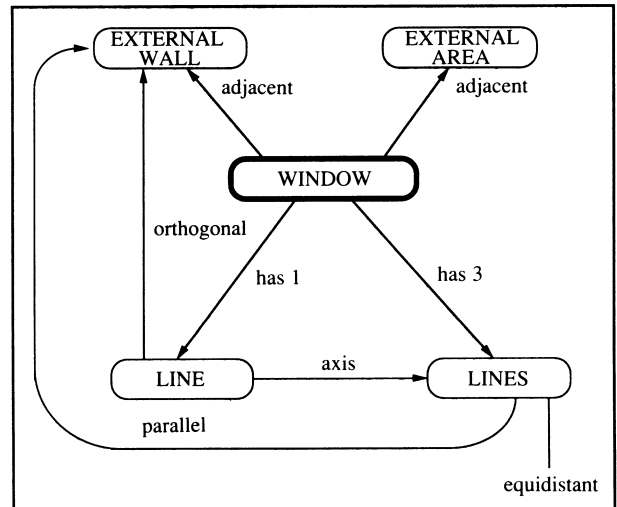 EXTERNAL
WALL
EXTERNAL
AREA
adjacent
adjacent
WINDOW
orthogonal
has 1
has 3
LINE
axis
LINES
parallel
equidistant